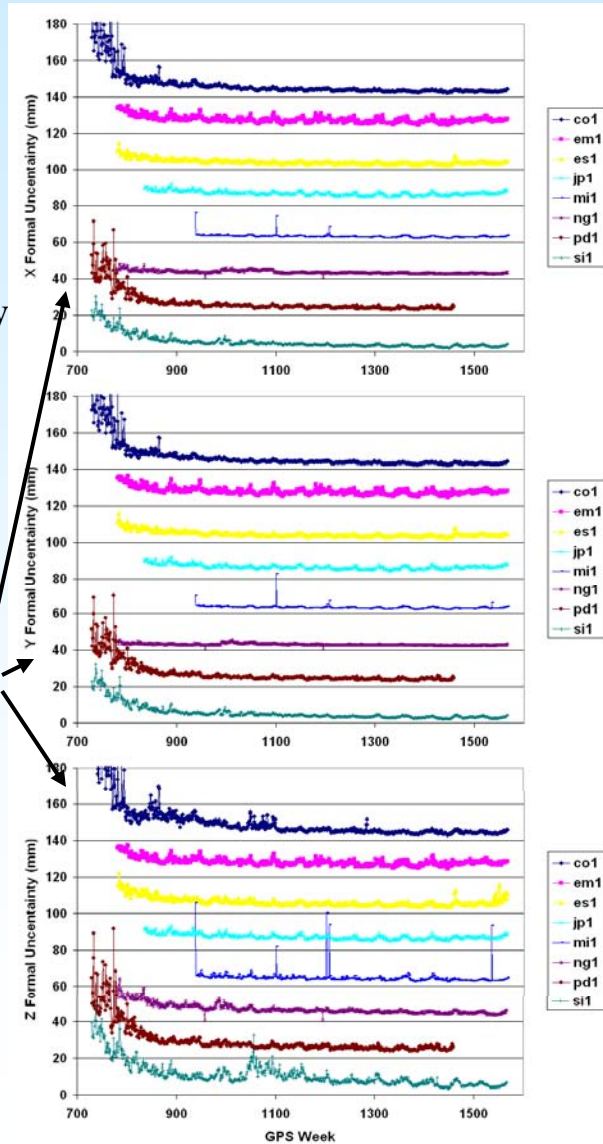 180
160
140
120
100
80
60
40
20
0
X Formal Uncentainty (mm)
700
900
1100
1300
1500
co1
em1
es1
jp1
mi1
ng1
pd1
si1
y
180
160
140
120
100
80
60
40
20
0
Y Formal Uncentainty (mm)
700
900
1100
1300
1500
co1
em1
es1
jp1
mi1
ng1
pd1
si1
180
160
140
120
100
80
60
40
20
0
Z Formal Uncentainty (mm)
700
900
1100
1300
1500
GPS Week
co1
em1
es1
jp1
mi1
ng1
pd1
si1